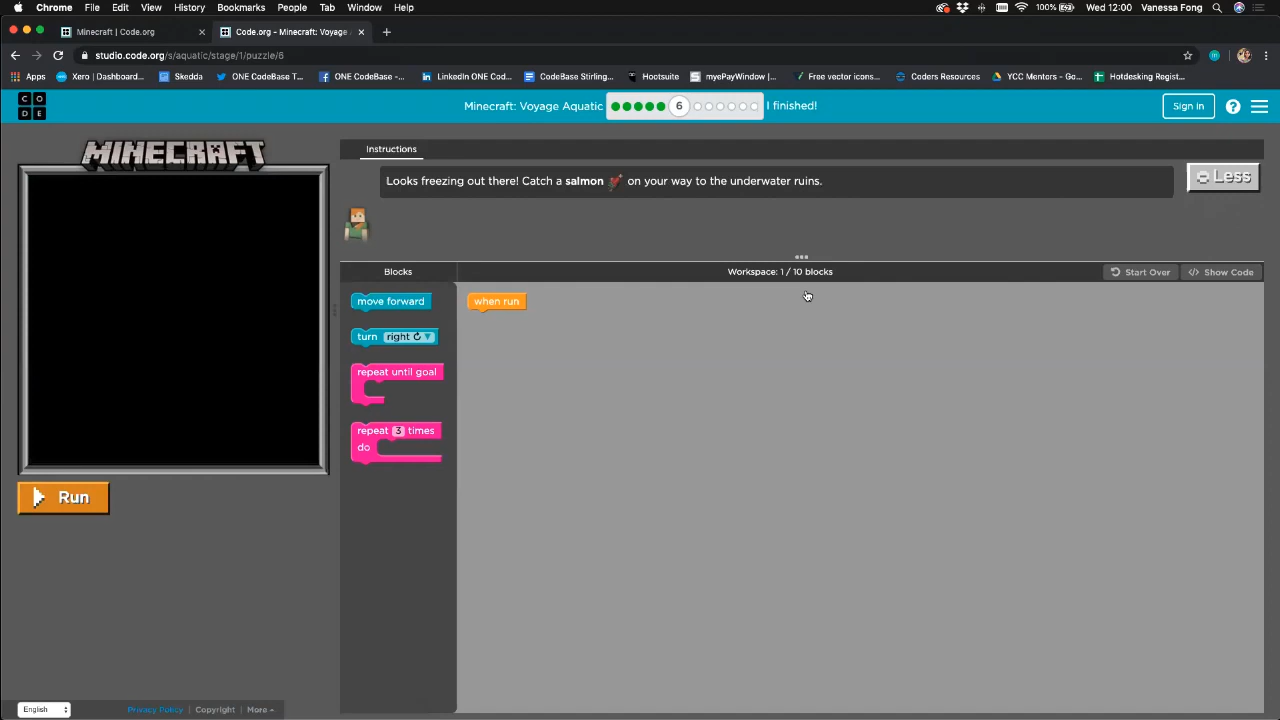 Chrome File Edit View History Bookmarks People Tab Window Help 100% Wed 12:00 Vanessa Fong
Minecraft | Code.org
Code.org - Minecraft: Voyage
studio.code.org/s/aquatic/stage/1/puzzle/6
Apps Xero | Dashboard... Skedda ONE CodeBase T... ONE CodeBase -... LinkedIN ONE Cod... CodeBase Stirling... Hootsuite myePayWindow |... Free vector icons... Coders Resources YCC Mentors - Go... Hotdesking Regist...
CODE
Minecraft: Voyage Aquatic 6 I finished! Sign in ?
MINECRAFT
Instructions
Looks freezing out there! Catch a salmon on your way to the underwater ruins.
Less
Blocks Workspace: 1 / 10 blocks Start Over </> Show Code
move forward
when run
turn right
repeat until goal
repeat 3 times
do
Run
English Privacy Policy | Copyright | More